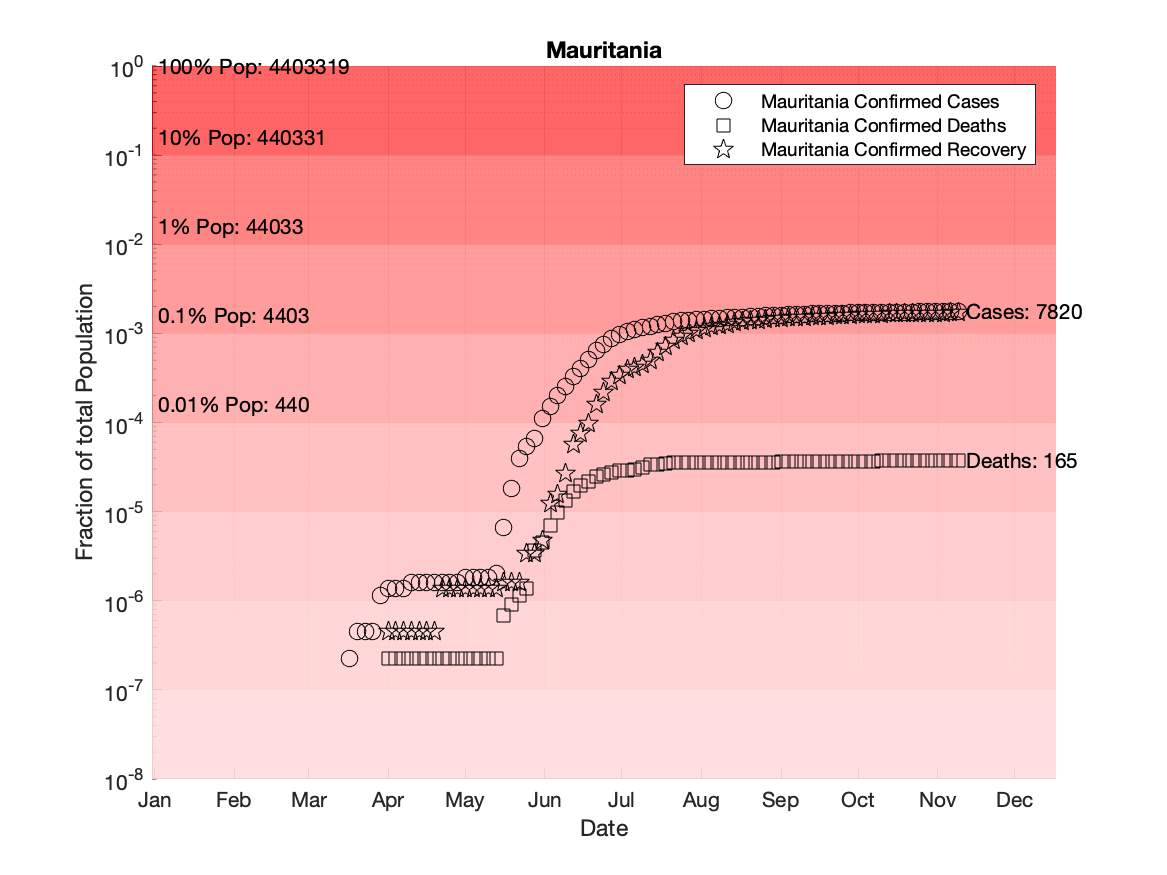 Mauritania
10^0
100% Pop: 4403319
Mauritania Confirmed Cases
Mauritania Confirmed Deaths
Mauritania Confirmed Recovery
10% Pop: 440331
10^-1
1% Pop: 44033
10^-2
0.1% Pop: 4403
Cases: 7820
10^-3
0.01% Pop: 440
10^-4
Deaths: 165
10^-5
10^-6
10^-7
10^-8
Fraction of total Population
Jan Feb Mar Apr May Jun Jul Aug Sep Oct Nov Dec
Date